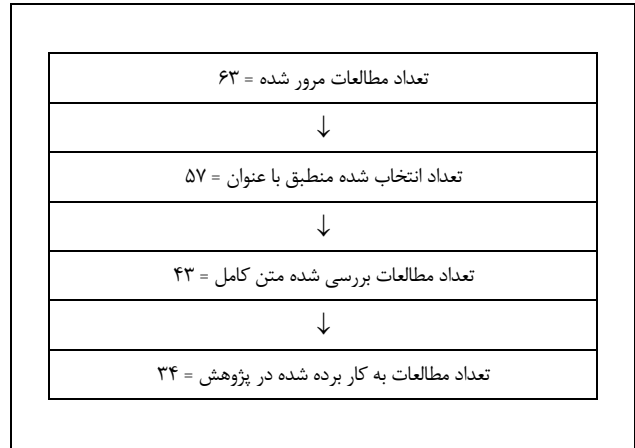 تعداد مطالعات مرور شده = ۶۳
↓
تعداد انتخاب شده منطبق با عنوان = ۵۷
↓
تعداد مطالعات بررسی شده متن کامل = ۴۳
↓
تعداد مطالعات به کار برده شده در پژوهش = ۳۴